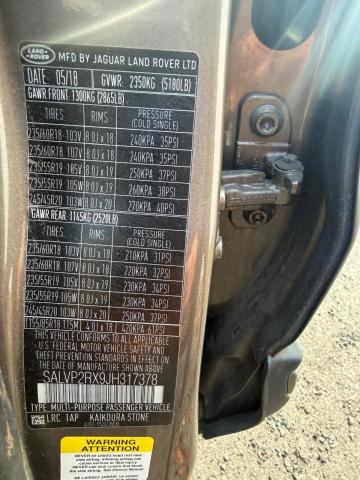 LAND-ROVER
MFD BY JAGUAR LAND ROVER LTD
DATE 05/18 GVWR: 2350KG (5180LB)
GAWR FRONT: 1300KG (2865LB)
TIRES RIMS PRESSURE (COLD SINGLE)
235/60R18 103V 8.0J x 18 240KPA 35PSI
235/60R18 107V 8.0J x 18 240KPA 35PSI
235/55R19 105V 8.0J x 19 250KPA 37PSI
235/55R19 105W 8.0J x 19 260KPA 38PSI
245/45R20 103W 8.0J x 20 270KPA 40PSI
GAWR REAR: 1145KG (2520LB)
TIRES RIMS PRESSURE (COLD SINGLE)
235/60R18 103V 8.0J x 18 210KPA 31PSI
235/60R18 107V 8.0J x 18 220KPA 32PSI
235/55R19 105V 8.0J x 19 230KPA 34PSI
235/55R19 105W 8.0J x 19 230KPA 34PSI
245/45R20 103W 8.0J x 20 250KPA 37PSI
T155/85R18 115M 4.0J x 18 420KPA 61PSI
THIS VEHICLE CONFORMS TO ALL APPLICABLE
FEDERAL MOTOR VEHICLE SAFETY, BUMPER
AND THEFT PREVENTION STANDARDS IN
EFFECT ON THE DATE OF MANUFACTURE
SHOWN ABOVE
SALVP2RX9JH317378
TYPE: MULTI-PURPOSE PASSENGER VEHICLE
LRC 1AP KAIKOURA STONE
WARNING